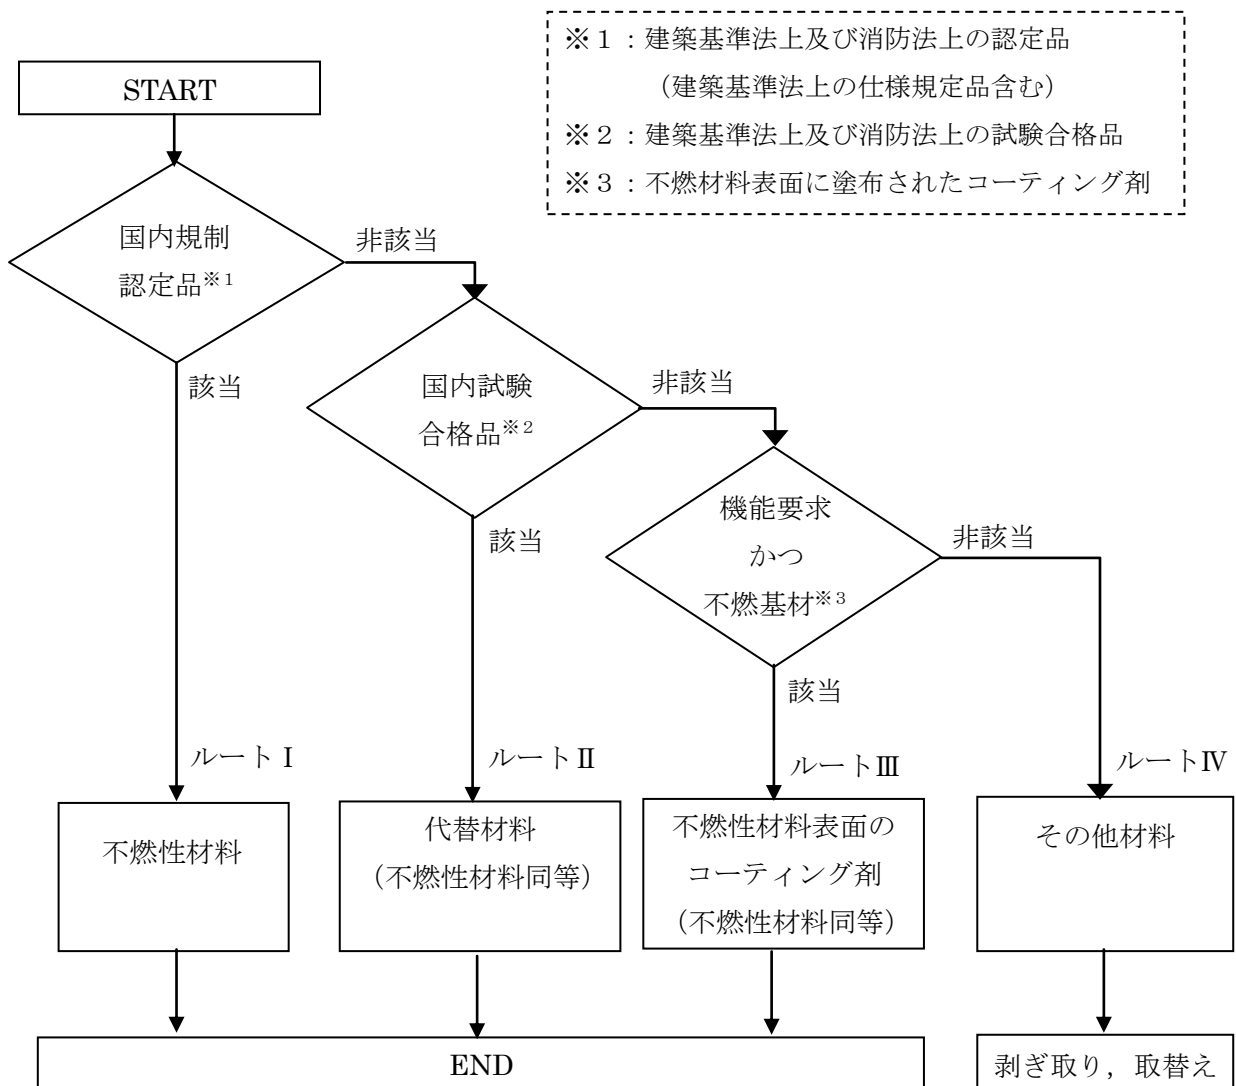 ※１：建築基準法上及び消防法上の認定品
（建築基準法上の仕様規定品含む）
※２：建築基準法上及び消防法上の試験合格品
※３：不燃材料表面に塗布されたコーティング剤
START
国内規制
認定品※1
非該当
該当
国内試験
合格品※2
非該当
該当
機能要求
かつ
不燃基材※3
非該当
該当
ルートⅠ
ルートⅡ
ルートⅢ
ルートⅣ
不燃性材料
代替材料
（不燃性材料同等）
不燃性材料表面の
コーティング剤
（不燃性材料同等）
その他材料
END
剥ぎ取り，取替え